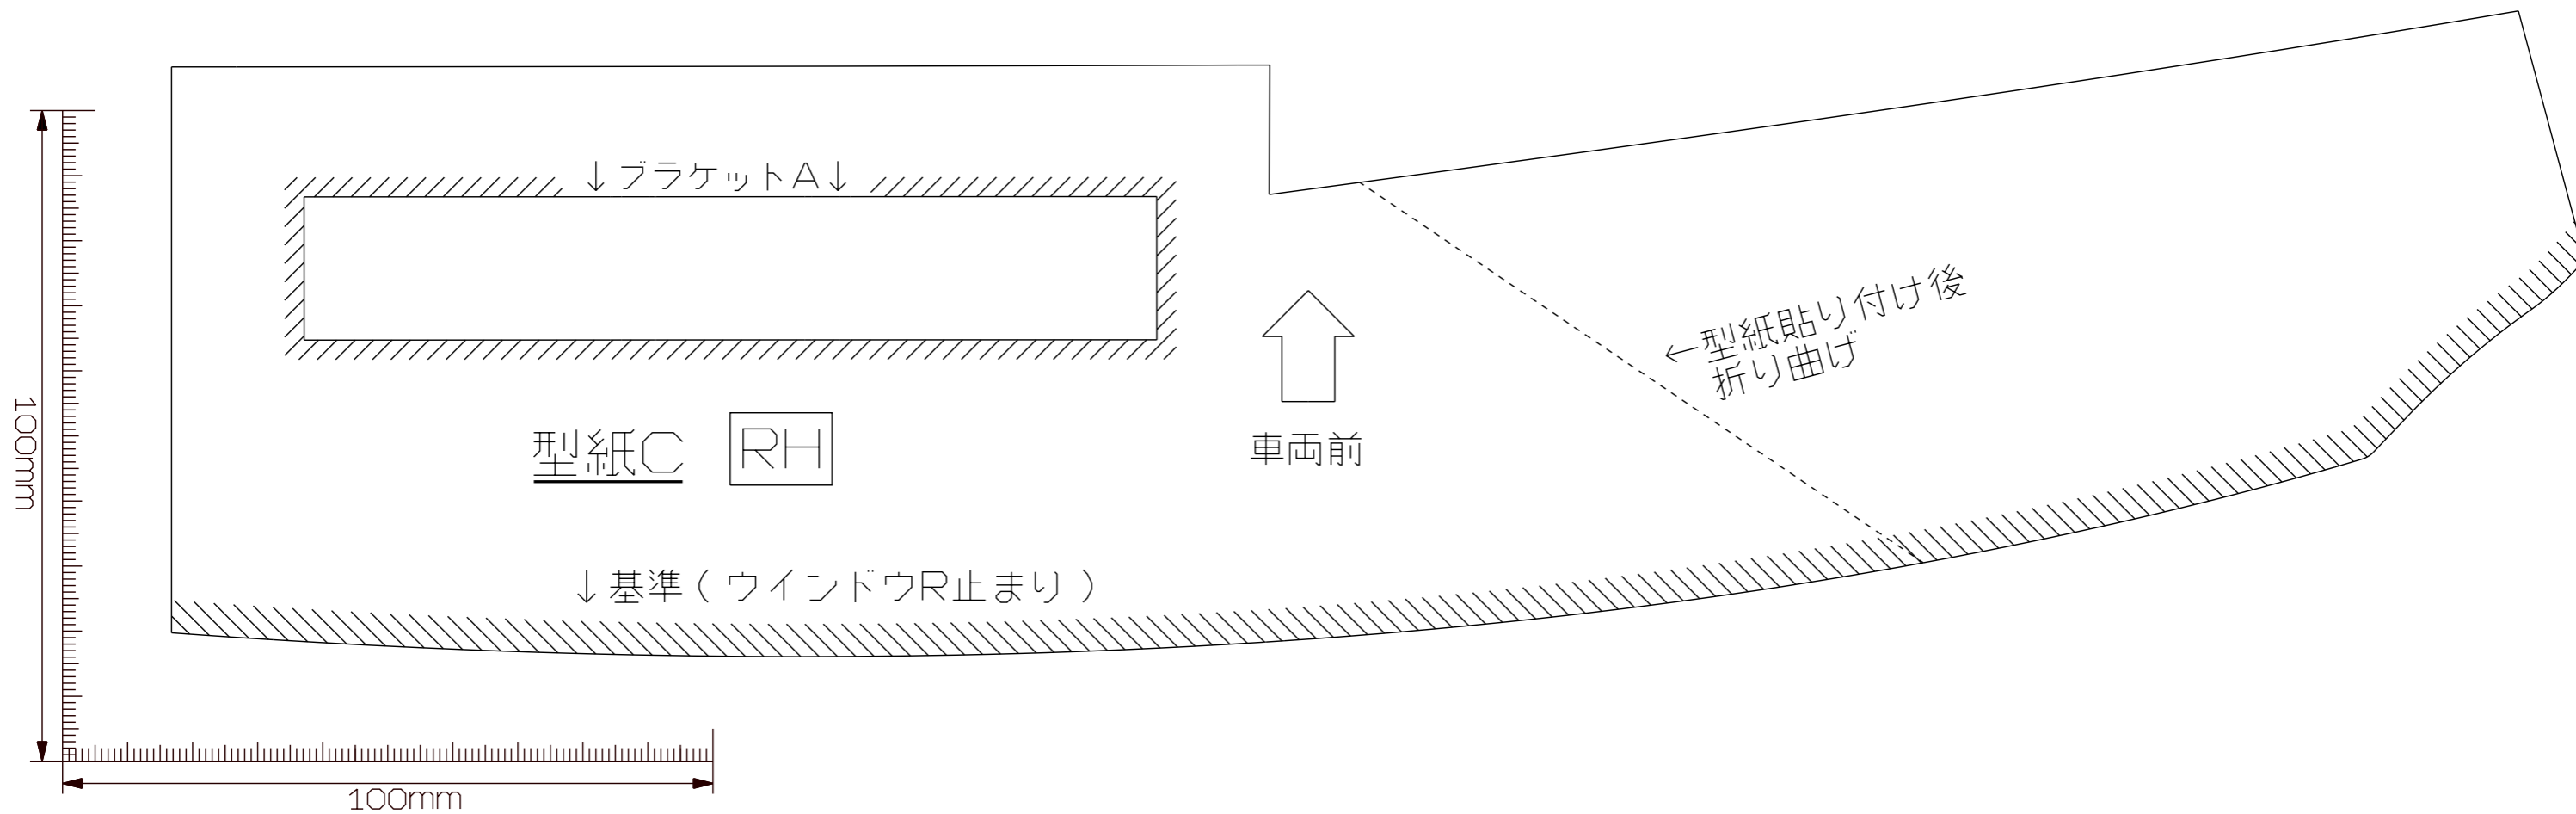 ↓ブラケットA↓
←型紙貼り付け後
折り曲げ
型紙C RH
車両前
↓基準(ウインドウR止まり)
100mm
100mm